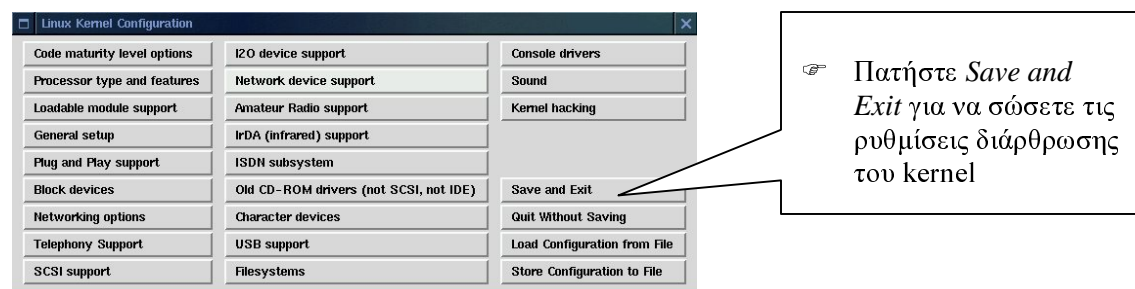 Linux Kernel Configuration
Code maturity level options
Processor type and features
Loadable module support
General setup
Plug and Play support
Block devices
Networking options
Telephony Support
SCSI support
I2O device support
Network device support
Amateur Radio support
IrDA (infrared) support
ISDN subsystem
Old CD-ROM drivers (not SCSI, not IDE)
Character devices
USB support
Filesystems
Console drivers
Sound
Kernel hacking
Save and Exit
Quit Without Saving
Load Configuration from File
Store Configuration to File
☞ Πατήστε Save and
Exit για να σώσετε τις
ρυθμίσεις διάρθρωσης
του kernel